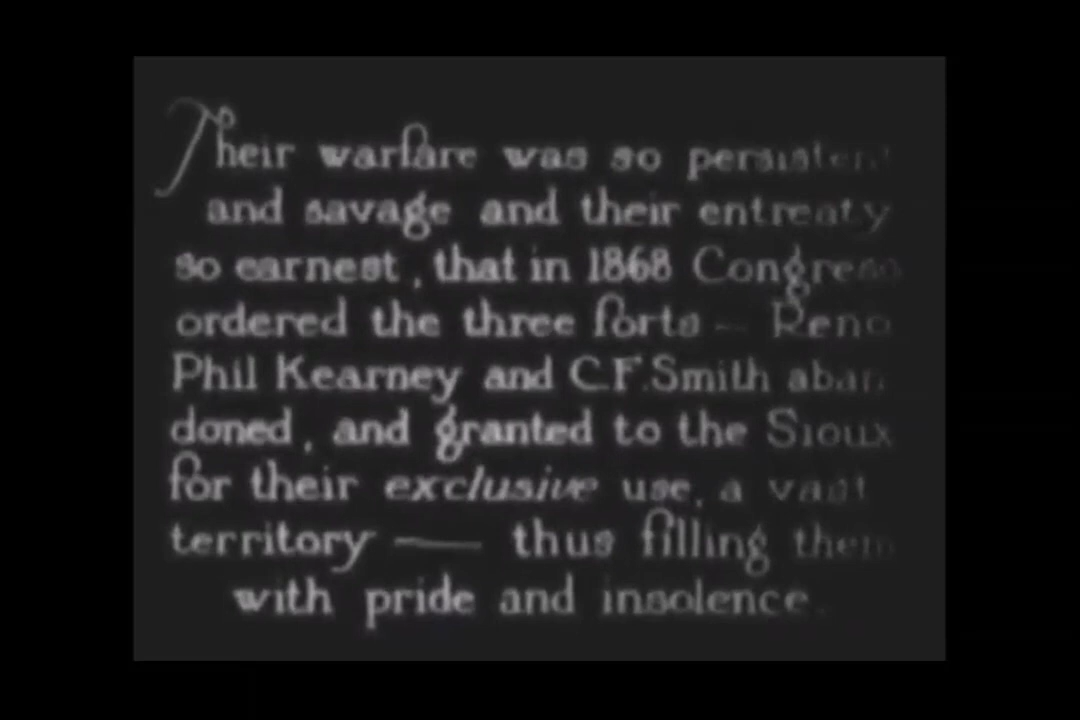 Their warfare was so persistent
and savage and their entreaty
so earnest, that in 1868 Congress
ordered the three forts — Reno
Phil Kearney and C.F. Smith aban
doned, and granted to the Sioux
for their exclusive use, a vast
territory — thus filling them
with pride and insolence.